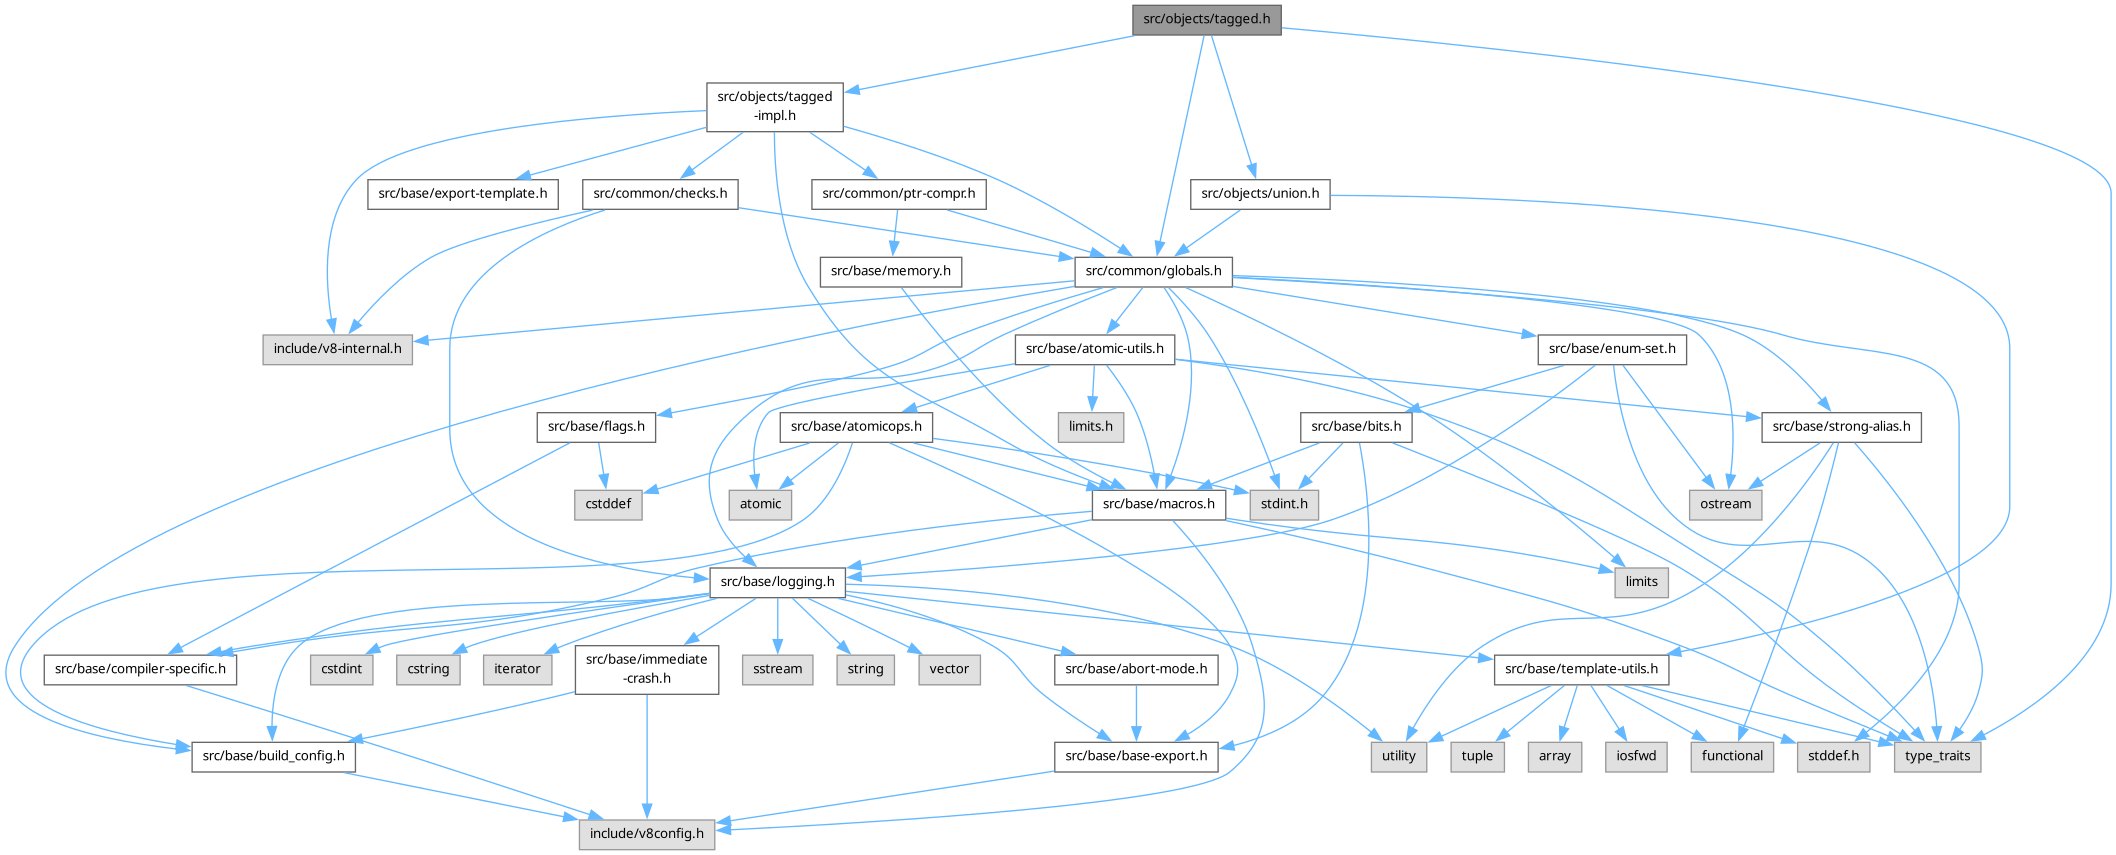 src/objects/tagged.h
src/objects/tagged
-impl.h
src/base/export-template.h
src/common/checks.h
src/common/ptr-compr.h
src/objects/union.h
src/base/memory.h
src/common/globals.h
include/v8-internal.h
src/base/atomic-utils.h
src/base/enum-set.h
src/base/flags.h
src/base/atomicops.h
limits.h
src/base/bits.h
src/base/strong-alias.h
cstddef
atomic
src/base/macros.h
stdint.h
ostream
src/base/logging.h
limits
src/base/compiler-specific.h
cstdint
cstring
iterator
src/base/immediate
-crash.h
sstream
string
vector
src/base/abort-mode.h
src/base/template-utils.h
src/base/build_config.h
src/base/base-export.h
utility
tuple
array
iosfwd
functional
stddef.h
type_traits
include/v8config.h